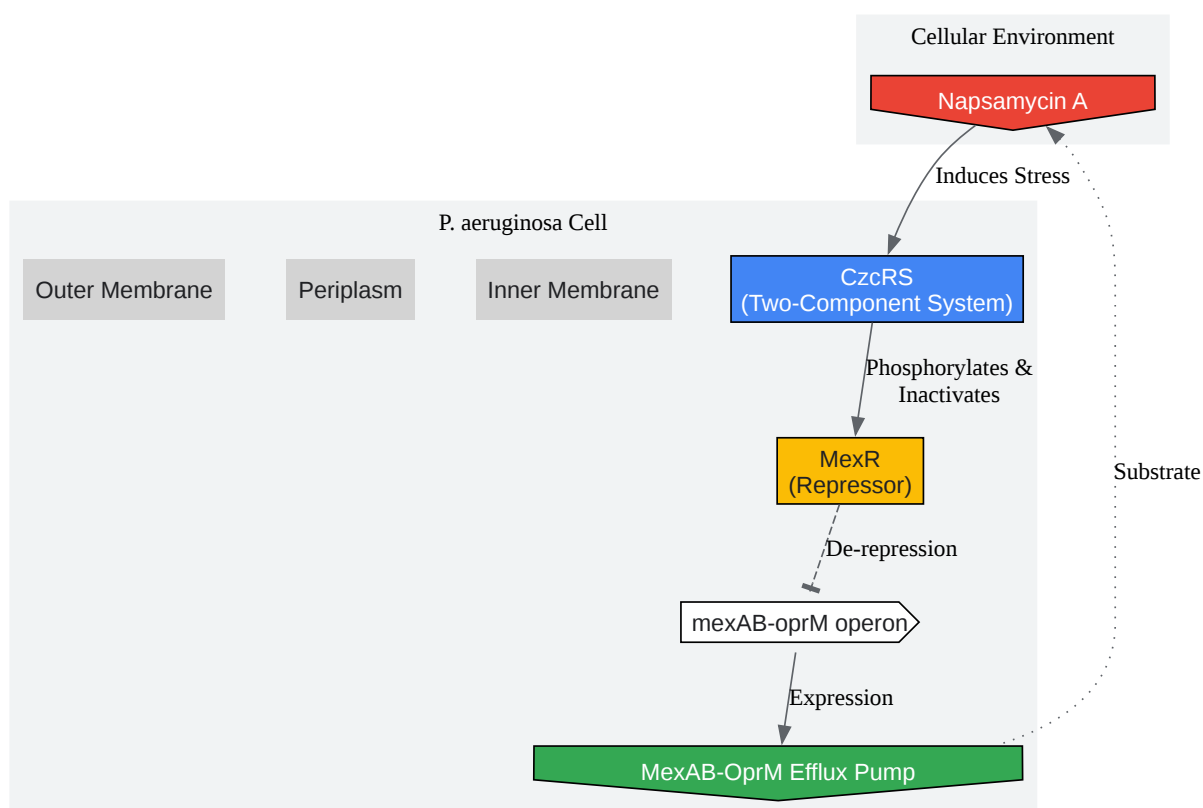 Cellular Environment
Napsamycin A
Induces Stress
P. aeruginosa Cell
Outer Membrane
Periplasm
Inner Membrane
CzcRS
(Two-Component System)
Phosphorylates &
Inactivates
MexR
(Repressor)
Substrate
De-repression
mexAB-oprM operon
Expression
MexAB-OprM Efflux Pump